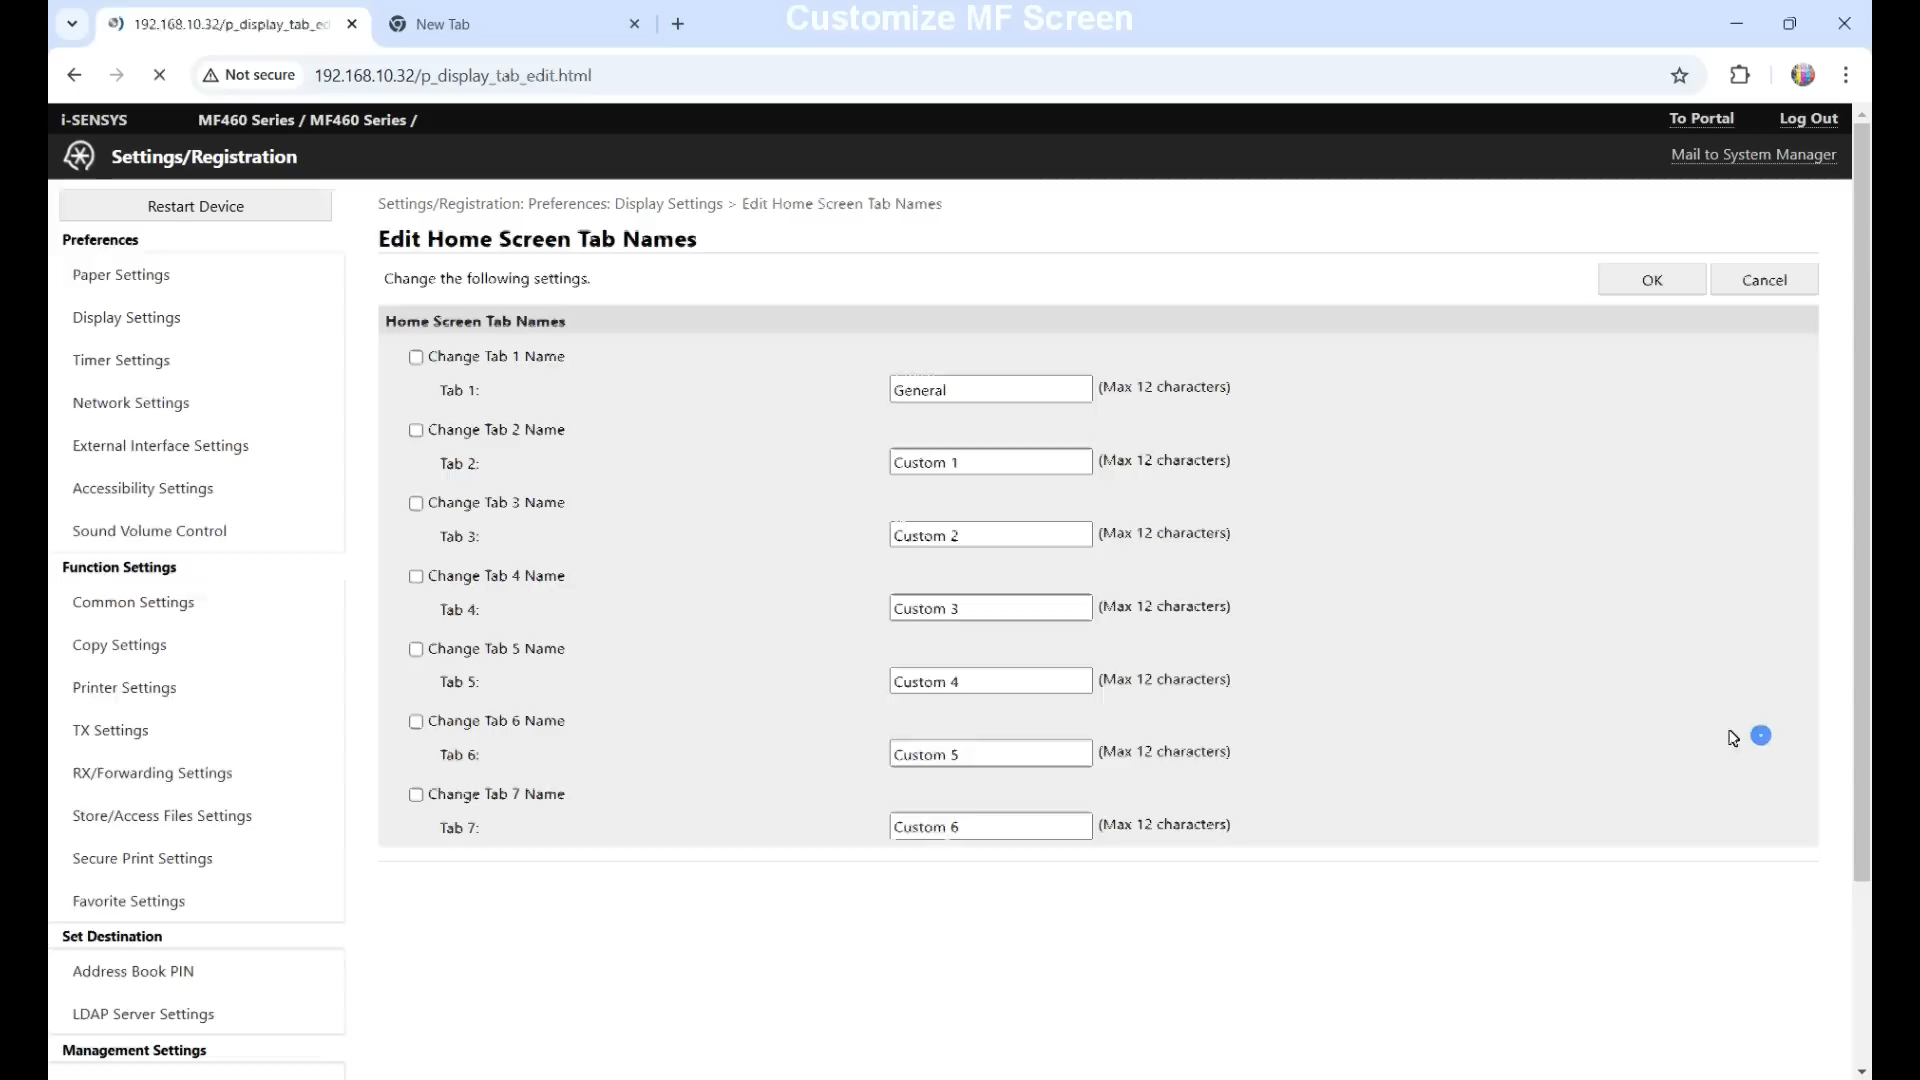 Customize MF Screen
192.168.10.32/p_display_tab_ed
New Tab
Not secure
192.168.10.32/p_display_tab_edit.html
i-SENSYS
MF460 Series / MF460 Series /
To Portal
Log Out
Settings/Registration
Mail to System Manager
Restart Device
Preferences
Paper Settings
Display Settings
Timer Settings
Network Settings
External Interface Settings
Accessibility Settings
Sound Volume Control
Function Settings
Common Settings
Copy Settings
Printer Settings
TX Settings
RX/Forwarding Settings
Store/Access Files Settings
Secure Print Settings
Favorite Settings
Set Destination
Address Book PIN
LDAP Server Settings
Management Settings
Settings/Registration: Preferences: Display Settings > Edit Home Screen Tab Names
Edit Home Screen Tab Names
Change the following settings.
OK
Cancel
Home Screen Tab Names
Change Tab 1 Name
Tab 1: General (Max 12 characters)
Change Tab 2 Name
Tab 2: Custom 1 (Max 12 characters)
Change Tab 3 Name
Tab 3: Custom 2 (Max 12 characters)
Change Tab 4 Name
Tab 4: Custom 3 (Max 12 characters)
Change Tab 5 Name
Tab 5: Custom 4 (Max 12 characters)
Change Tab 6 Name
Tab 6: Custom 5 (Max 12 characters)
Change Tab 7 Name
Tab 7: Custom 6 (Max 12 characters)